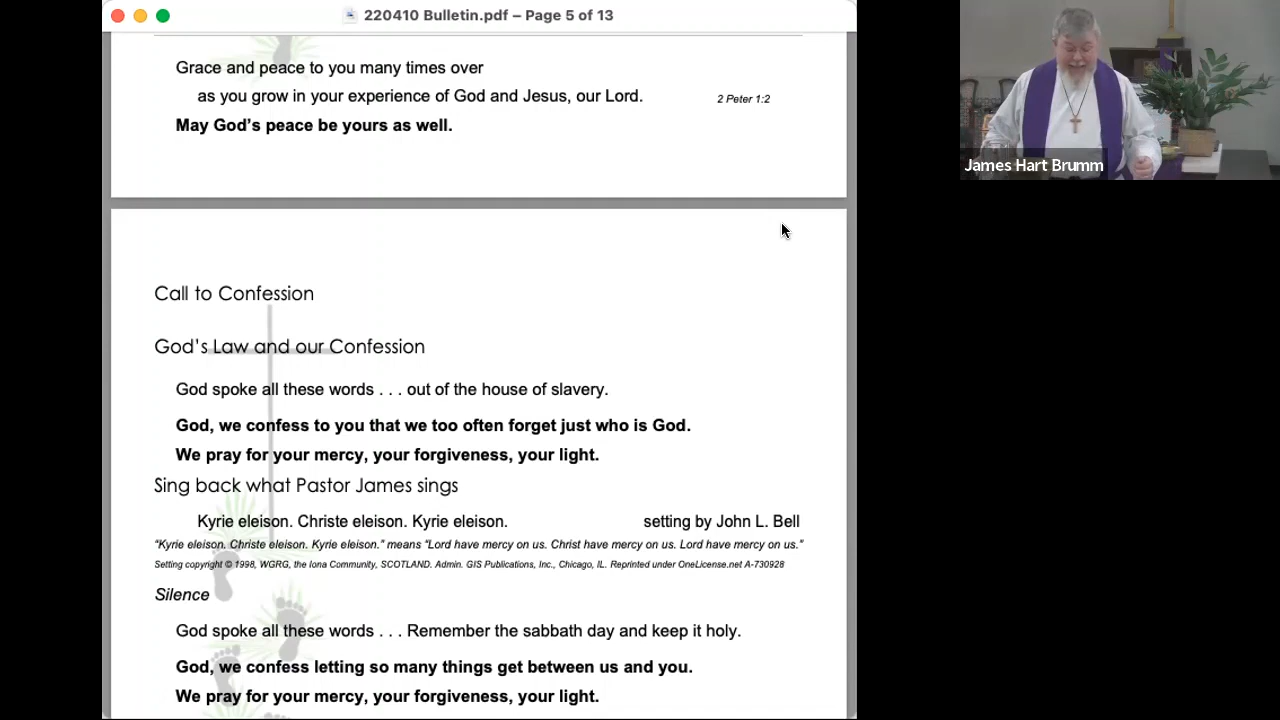 220410 Bulletin.pdf – Page 5 of 13
Grace and peace to you many times over
as you grow in your experience of God and Jesus, our Lord. 2 Peter 1:2
May God's peace be yours as well.
James Hart Brumm
Call to Confession
God's Law and our Confession
God spoke all these words . . . out of the house of slavery.
God, we confess to you that we too often forget just who is God.
We pray for your mercy, your forgiveness, your light.
Sing back what Pastor James sings
Kyrie eleison. Christe eleison. Kyrie eleison. setting by John L. Bell
"Kyrie eleison. Christe eleison. Kyrie eleison." means "Lord have mercy on us. Christ have mercy on us. Lord have mercy on us."
Setting copyright © 1998, WGRG, the Iona Community, SCOTLAND. Admin. GIS Publications, Inc., Chicago, IL. Reprinted under OneLicense.net A-730928
Silence
God spoke all these words . . . Remember the sabbath day and keep it holy.
God, we confess letting so many things get between us and you.
We pray for your mercy, your forgiveness, your light.